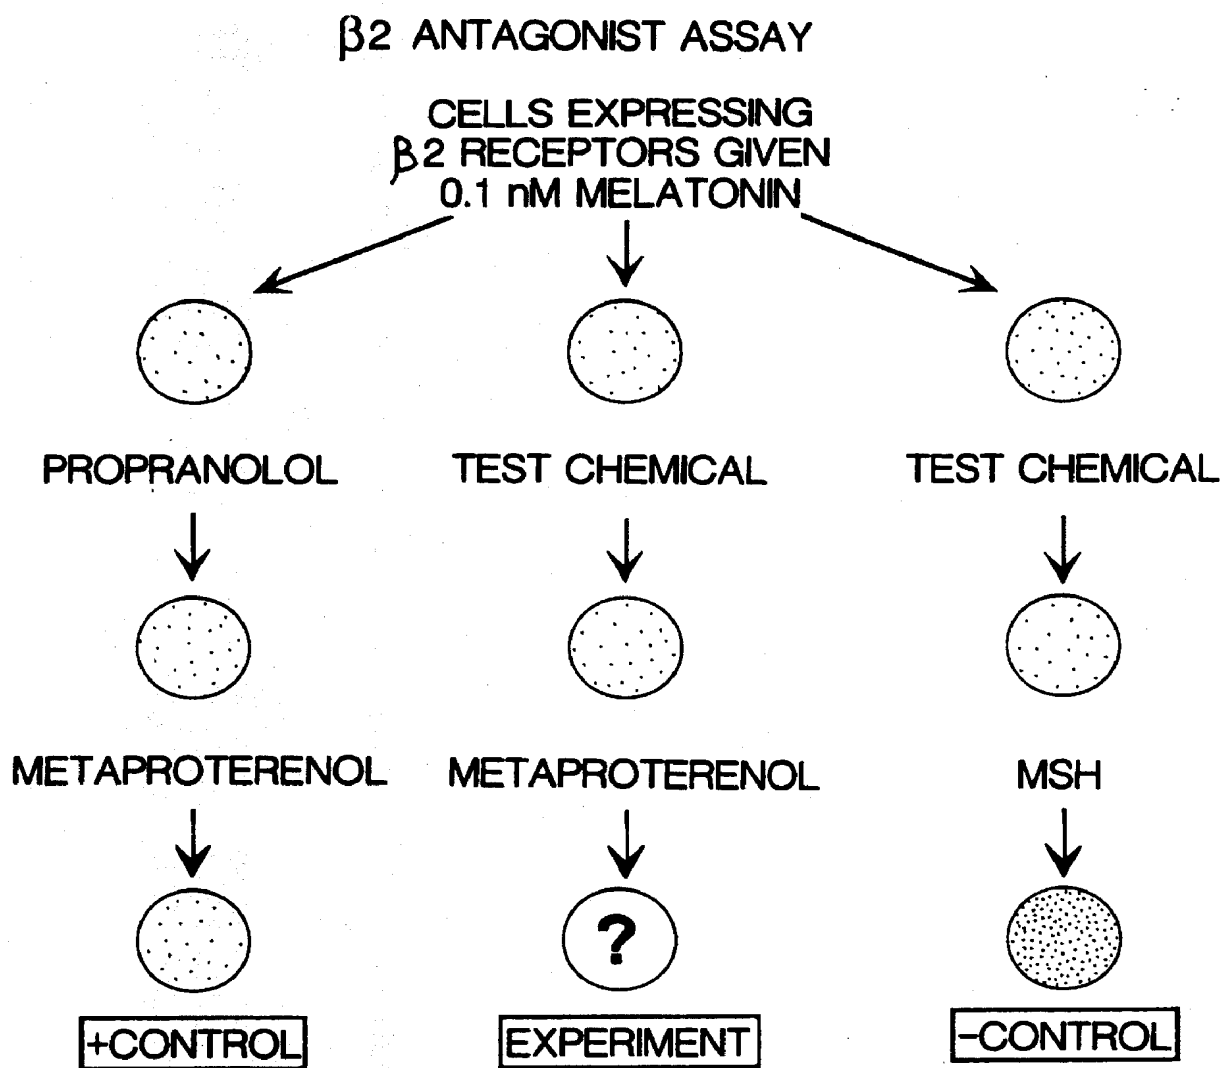 β2 ANTAGONIST ASSAY
CELLS EXPRESSING
β2 RECEPTORS GIVEN
0.1 nM MELATONIN
PROPRANOLOL
TEST CHEMICAL
TEST CHEMICAL
METAPROTERENOL
METAPROTERENOL
MSH
?
+CONTROL
EXPERIMENT
-CONTROL